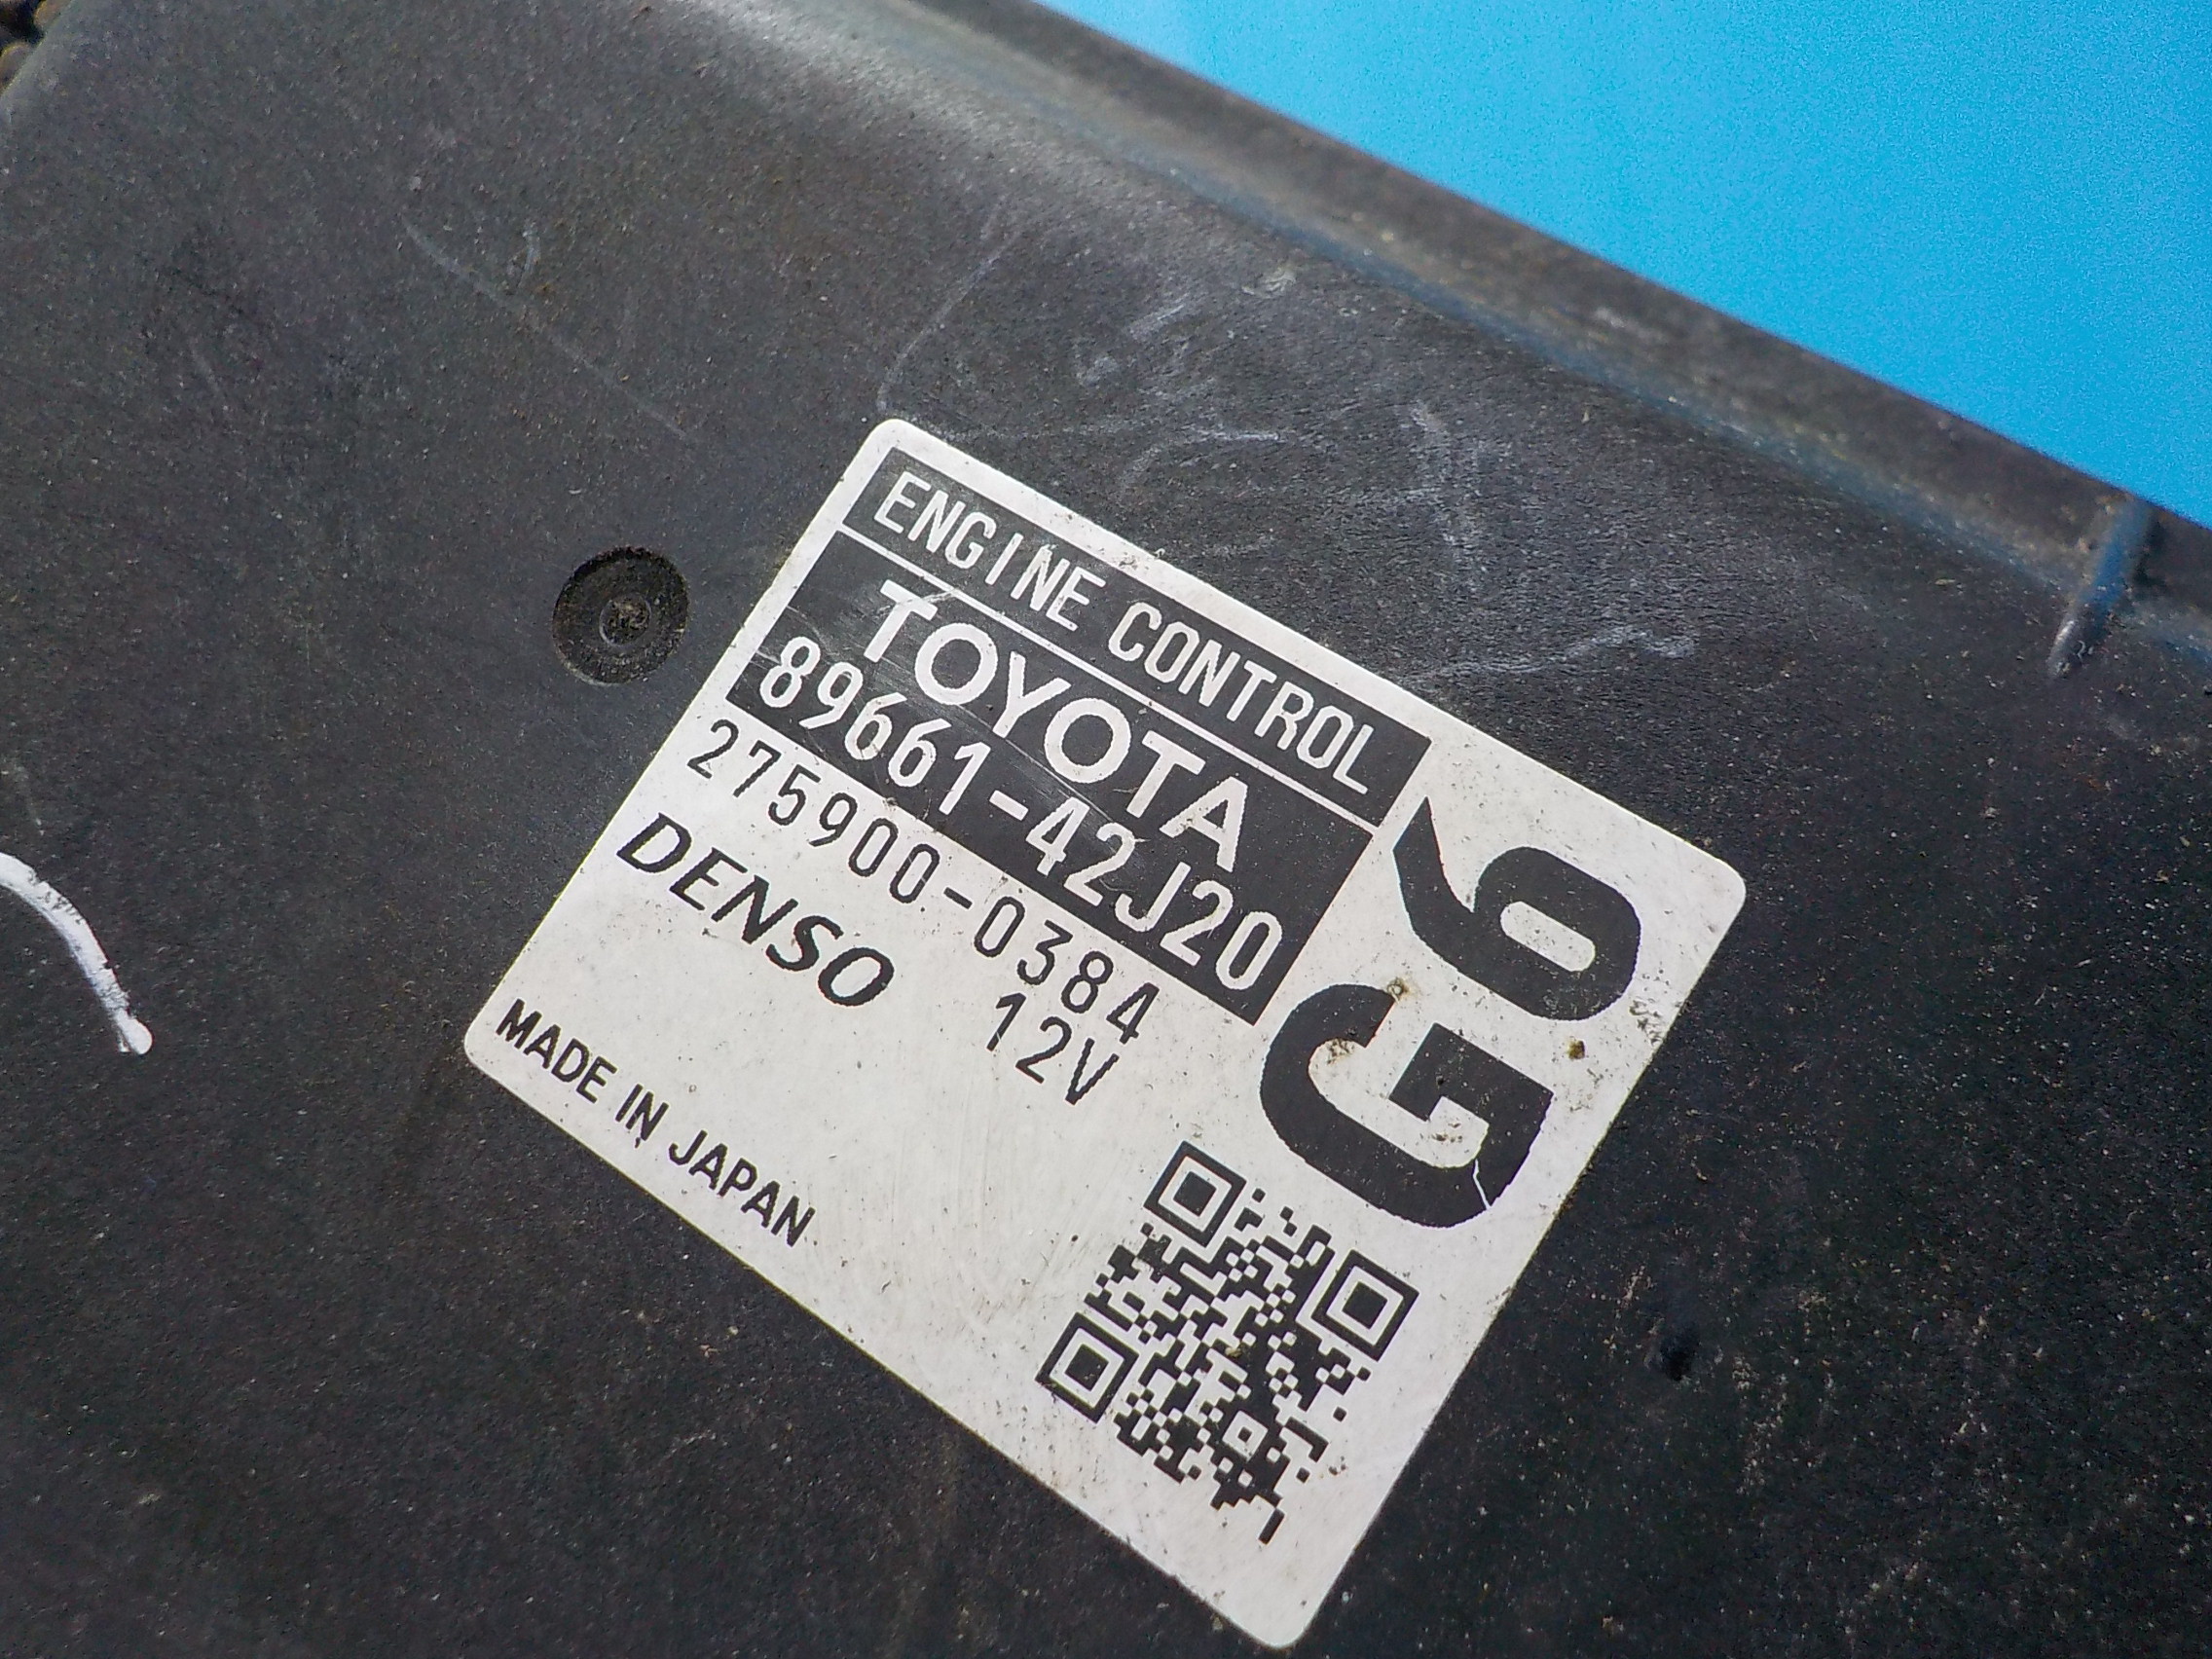 ENGINE CONTROL
TOYOTA
89661-42J20
275900-0384
DENSO 12V
MADE IN JAPAN
G6